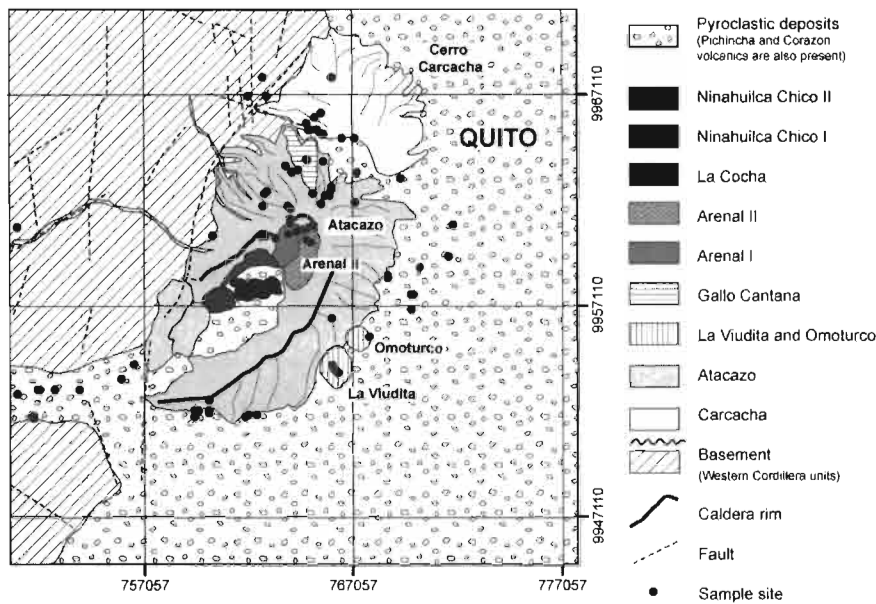 Cerro
Carcacha
QUITO
Atacazo
Arenal II
Omoturco
La Viudita
9967110
9957110
9947110
757057
767057
777057
Pyroclastic deposits
(Pichincha and Corazon
volcanics are also present)
Ninahuilca Chico II
Ninahuilca Chico I
La Cocha
Arenal II
Arenal I
Gallo Cantana
La Viudita and Omoturco
Atacazo
Carcacha
Basement
(Western Cordillera units)
Caldera rim
Fault
Sample site